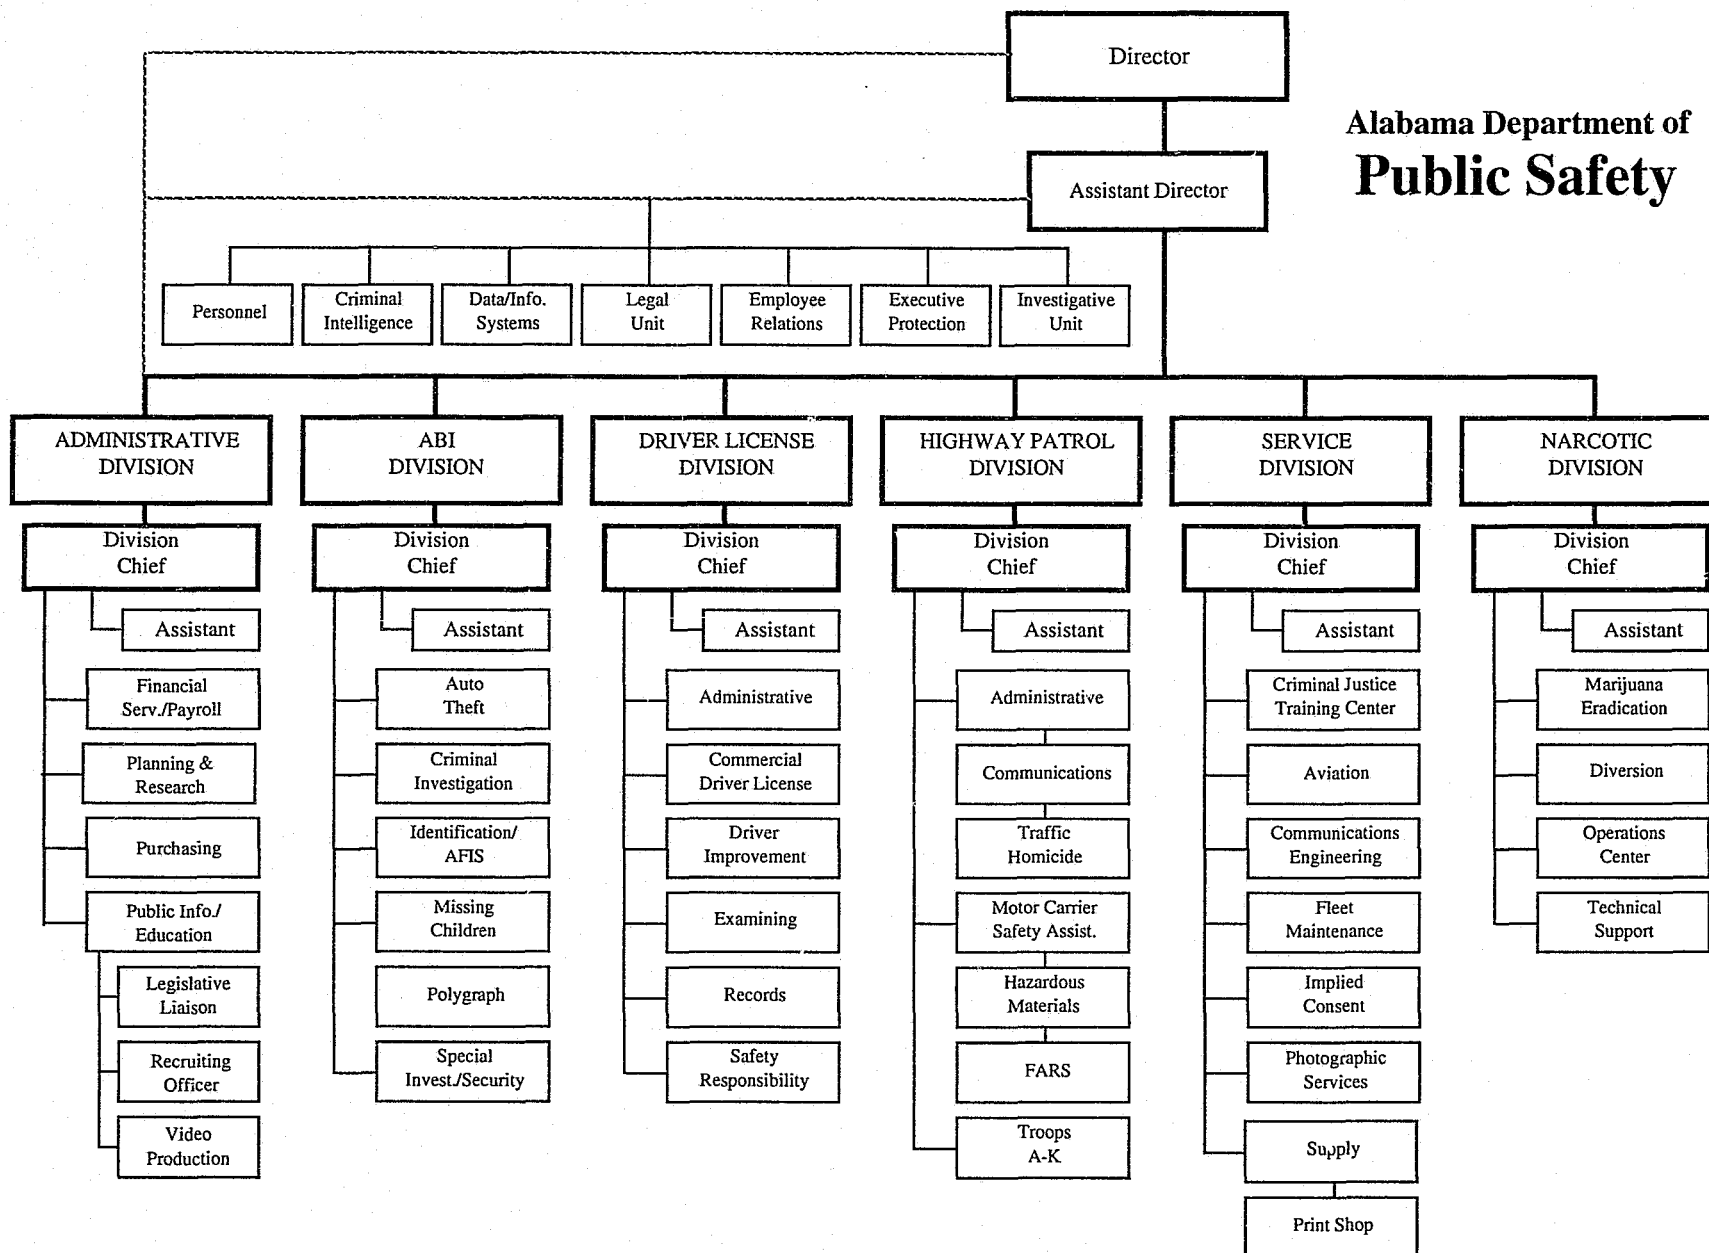 Director
Alabama Department of
Public Safety
Assistant Director
Personnel
Criminal
Intelligence
Data/Info.
Systems
Legal
Unit
Employee
Relations
Executive
Protection
Investigative
Unit
ADMINISTRATIVE
DIVISION
Division
Chief
Assistant
Financial
Serv./Payroll
Planning &
Research
Purchasing
Public Info./
Education
Legislative
Liaison
Recruiting
Officer
Video
Production
ABI
DIVISION
Division
Chief
Assistant
Auto
Theft
Criminal
Investigation
Identification/
AFIS
Missing
Children
Polygraph
Special
Invest./Security
DRIVER LICENSE
DIVISION
Division
Chief
Assistant
Administrative
Commercial
Driver License
Driver
Improvement
Examining
Records
Safety
Responsibility
HIGHWAY PATROL
DIVISION
Division
Chief
Assistant
Administrative
Communications
Traffic
Homicide
Motor Carrier
Safety Assist.
Hazardous
Materials
FARS
Troops
A-K
SERVICE
DIVISION
Division
Chief
Assistant
Criminal Justice
Training Center
Aviation
Communications
Engineering
Fleet
Maintenance
Implied
Consent
Photographic
Services
Supply
Print Shop
NARCOTIC
DIVISION
Division
Chief
Assistant
Marijuana
Eradication
Diversion
Operations
Center
Technical
Support